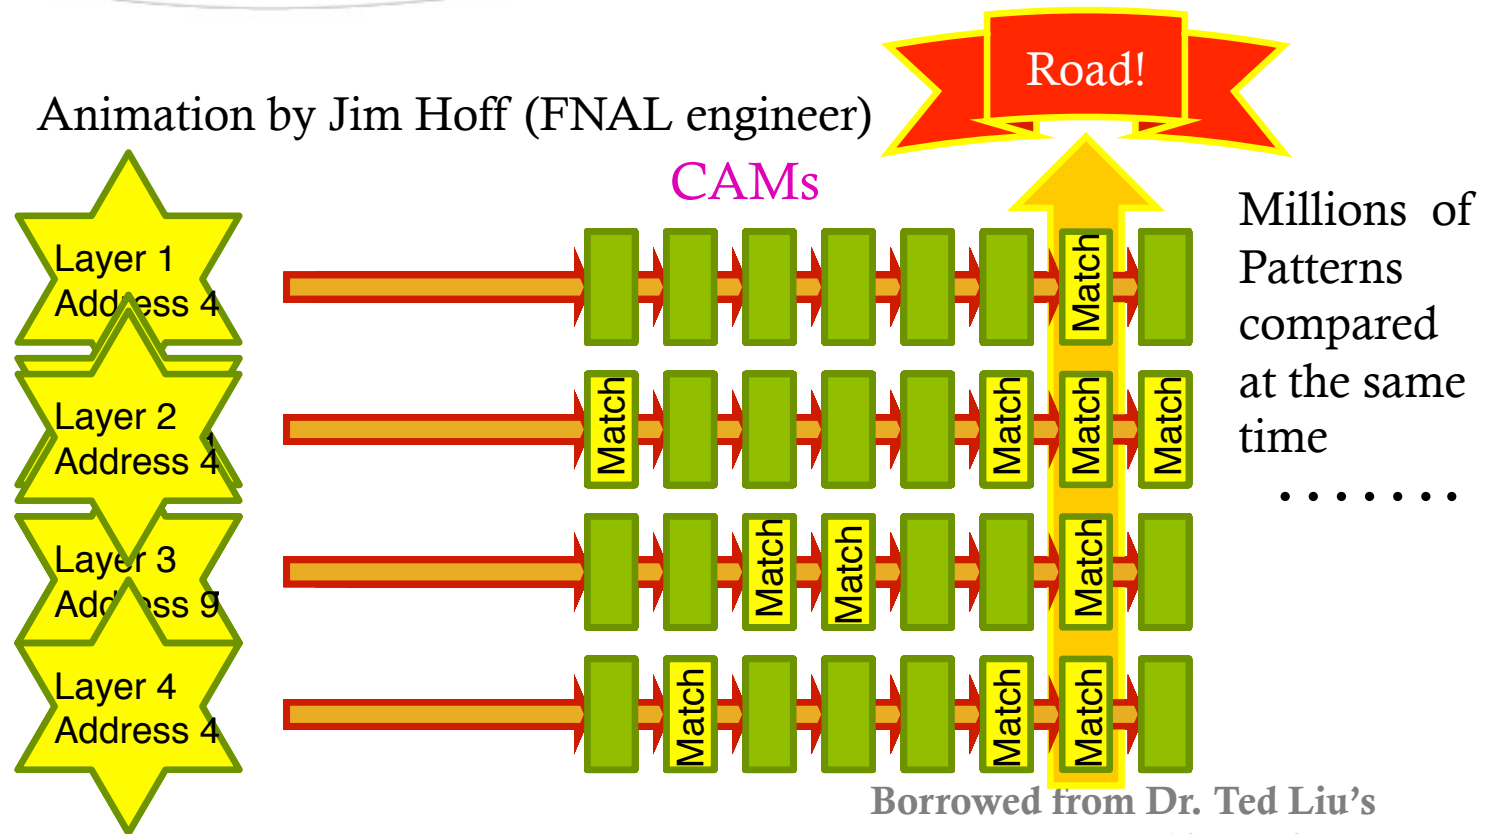 Road!
Animation by Jim Hoff (FNAL engineer)
CAMs
Layer 1
Address 4
Match
Millions of
Patterns
compared
at the same
time
.......
Layer 2
Address 4
Match
Match
Match
Match
Layer 3
Address 9
Match
Match
Match
Layer 4
Address 4
Match
Match
Match
Borrowed from Dr. Ted Liu's